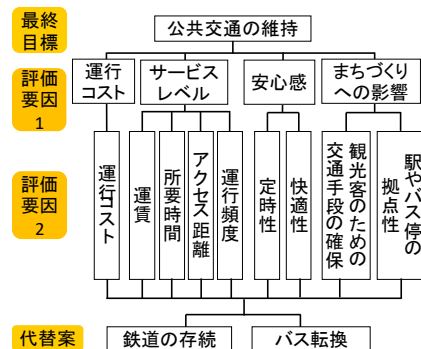 最終
目標
公共交通の維持
評価
要因
1
運行
コスト
サービス
レベル
安心感
まちづくり
への影響
評価
要因
2
運行コスト
運賃
所要時間
アクセス距離
運行頻度
定時性
快適性
観光客のための
交通手段の確保
駅やバス停の
拠点性
代替案
鉄道の存続
バス転換